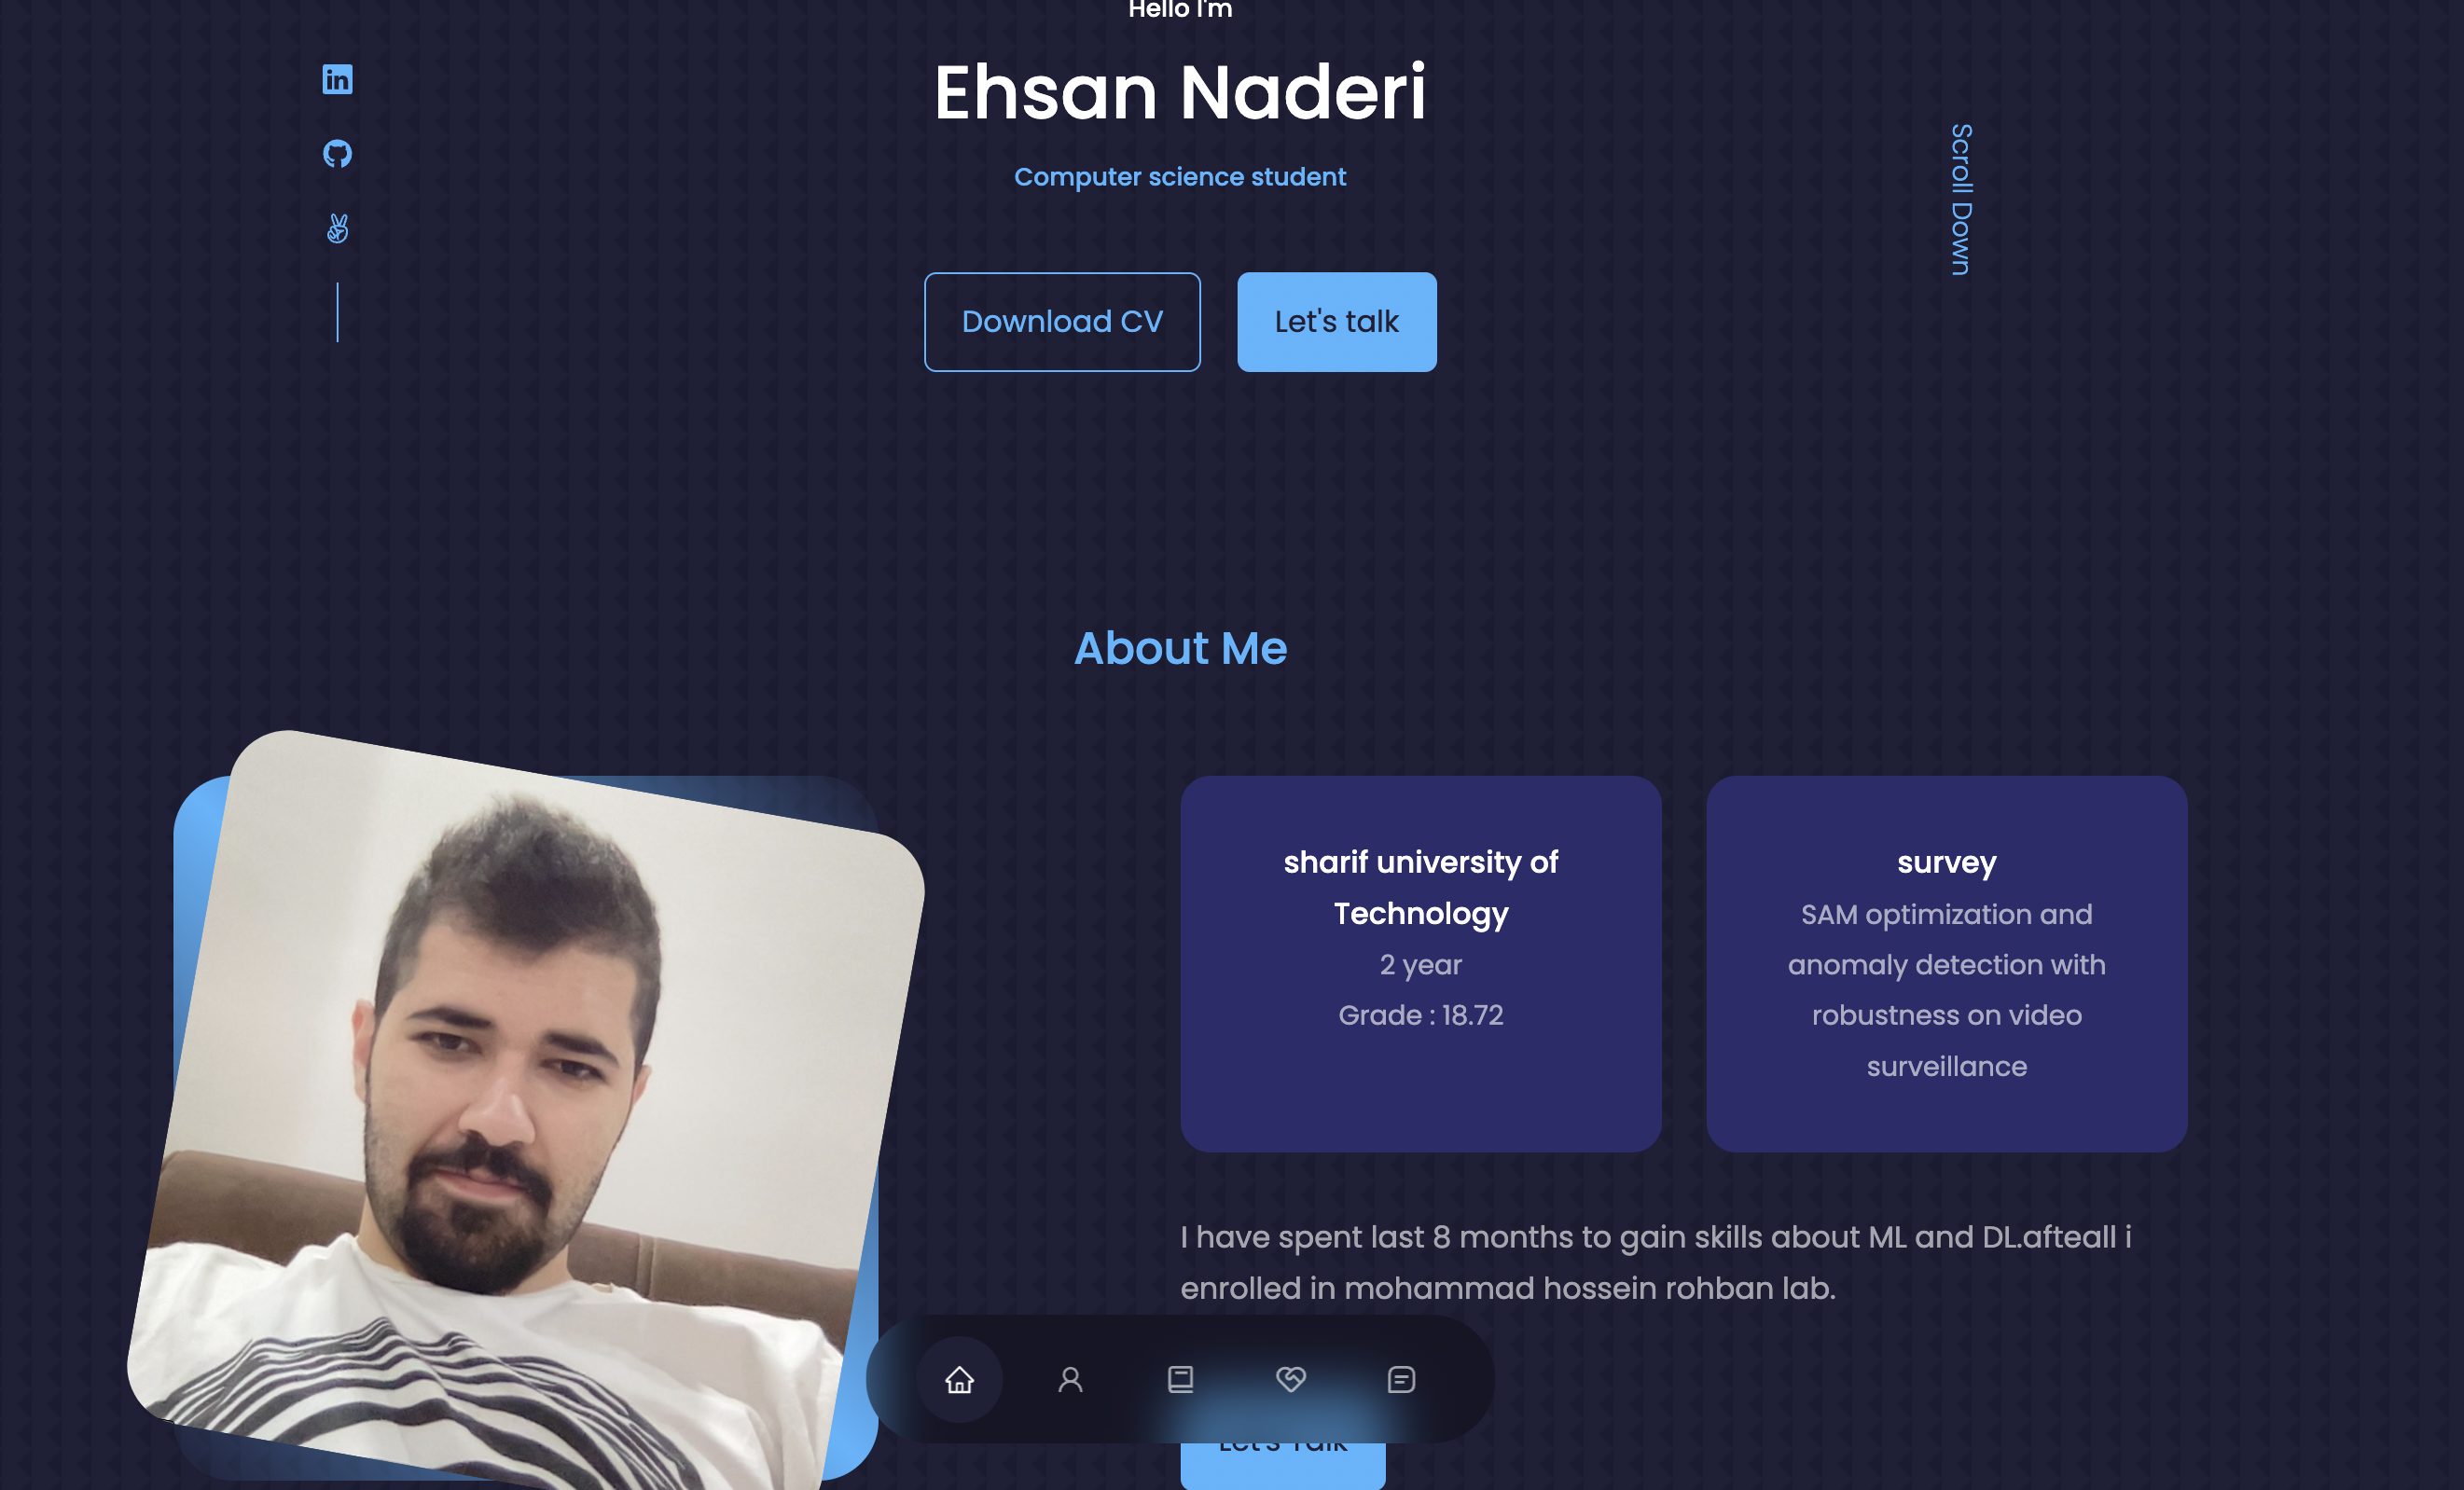 Hello I'm
Ehsan Naderi
Computer science student
Scroll Down
Download CV
Let's talk
About Me
sharif university of
Technology
2 year
Grade : 18.72
survey
SAM optimization and
anomaly detection with
robustness on video
surveillance
I have spent last 8 months to gain skills about ML and DL.afteall i
enrolled in mohammad hossein rohban lab.
Let's Talk